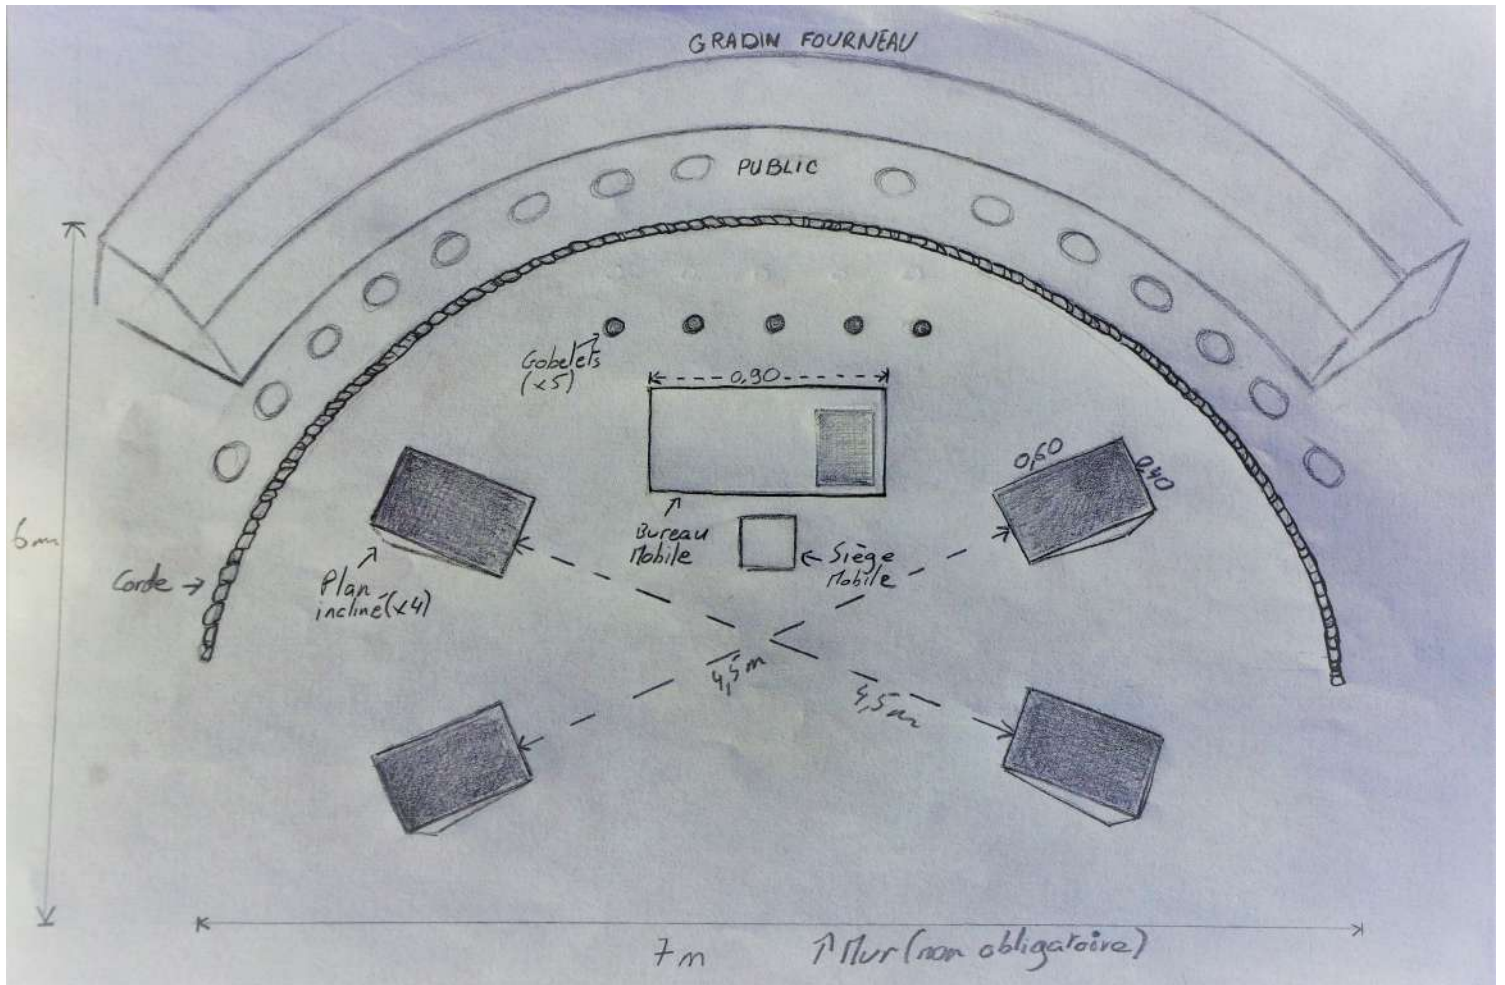 GRADIN FOURNEAU
PUBLIC
Gobelets
(x5)
0,90
0,60
0,40
Bureau
Mobile
Siège
Mobile
6m
Corde
Plan
incliné(x4)
4,5m
4,5m
7m
Mur (non obligatoire)